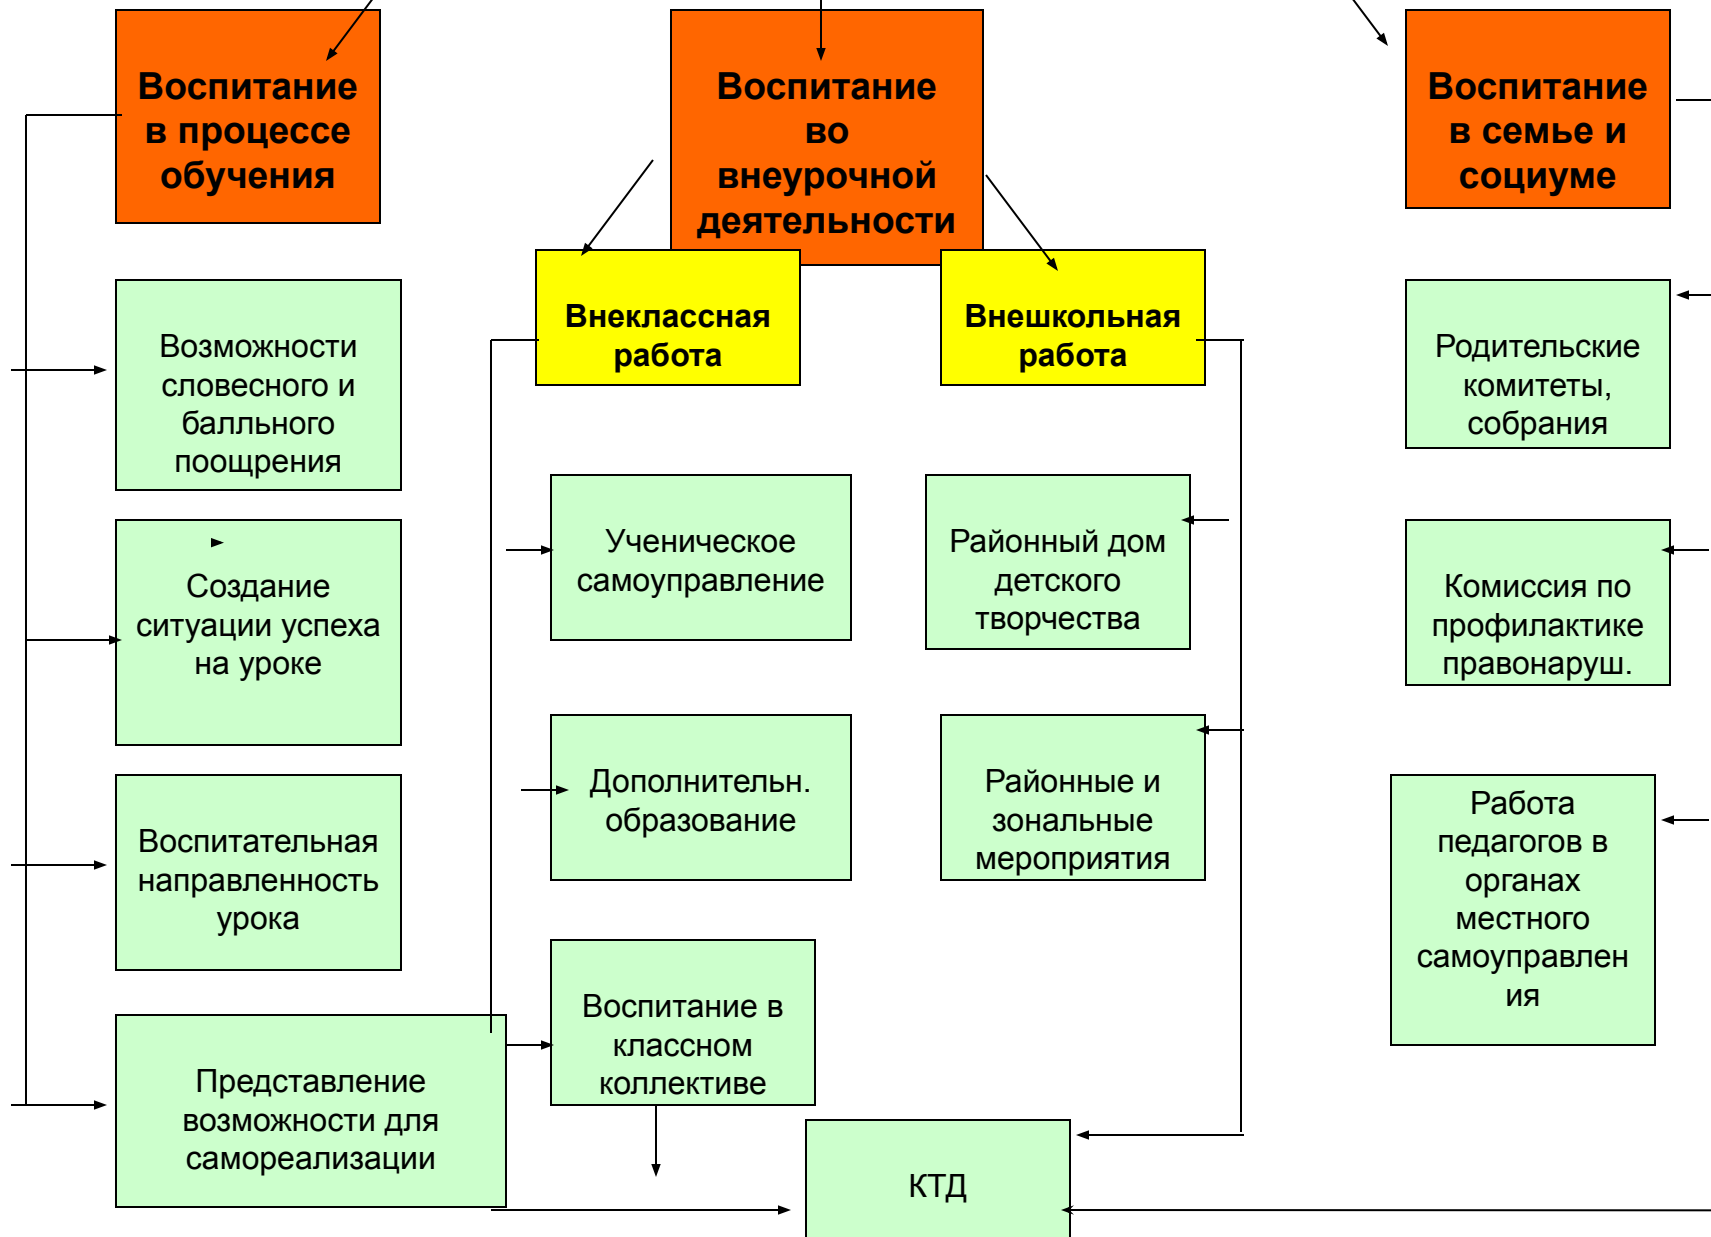 Воспитание
в процессе
обучения
Воспитание
во
внеурочной
деятельности
Воспитание
в семье и
социуме
Внеклассная
работа
Внешкольная
работа
Возможности
словесного и
балльного
поощрения
Родительские
комитеты,
собрания
Создание
ситуации успеха
на уроке
Ученическое
самоуправление
Районный дом
детского
творчества
Комиссия по
профилактике
правонаруш.
Воспитательная
направленность
урока
Дополнительн.
образование
Районные и
зональные
мероприятия
Работа
педагогов в
органах
местного
самоуправлен
ия
Представление
возможности для
самореализации
Воспитание в
классном
коллективе
КТД